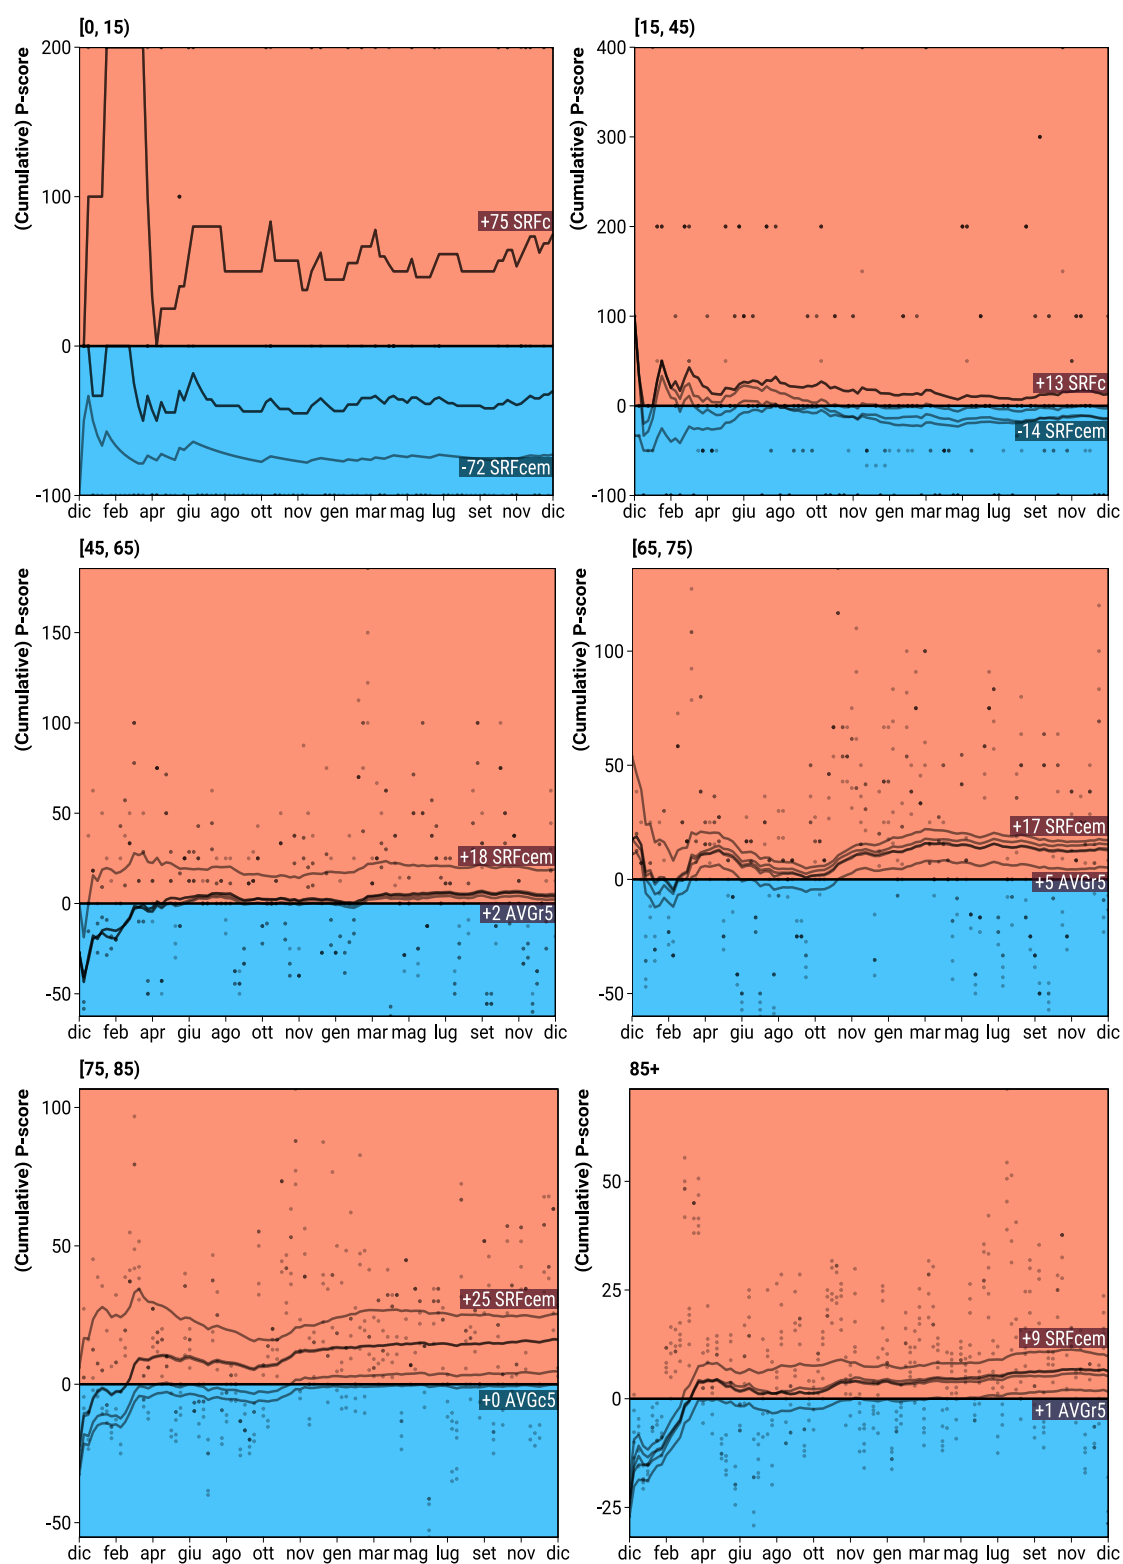 [0, 15)
(Cumulative) P-score
200
100
0
-100
+75 SRFc
-72 SRFcem
dic feb apr giu ago ott nov gen mar mag lug set nov dic
[15, 45)
(Cumulative) P-score
400
300
200
100
0
-100
+13 SRFc
-14 SRFcem
dic feb apr giu ago ott nov gen mar mag lug set nov dic
[45, 65)
(Cumulative) P-score
150
100
50
0
-50
+18 SRFcem
+2 AVGr5
dic feb apr giu ago ott nov gen mar mag lug set nov dic
[65, 75)
(Cumulative) P-score
100
50
0
-50
+17 SRFcem
+5 AVGr5
dic feb apr giu ago ott nov gen mar mag lug set nov dic
[75, 85)
(Cumulative) P-score
100
50
0
-50
+25 SRFcem
+0 AVGc5
dic feb apr giu ago ott nov gen mar mag lug set nov dic
85+
(Cumulative) P-score
50
25
0
-25
+9 SRFcem
+1 AVGr5
dic feb apr giu ago ott nov gen mar mag lug set nov dic